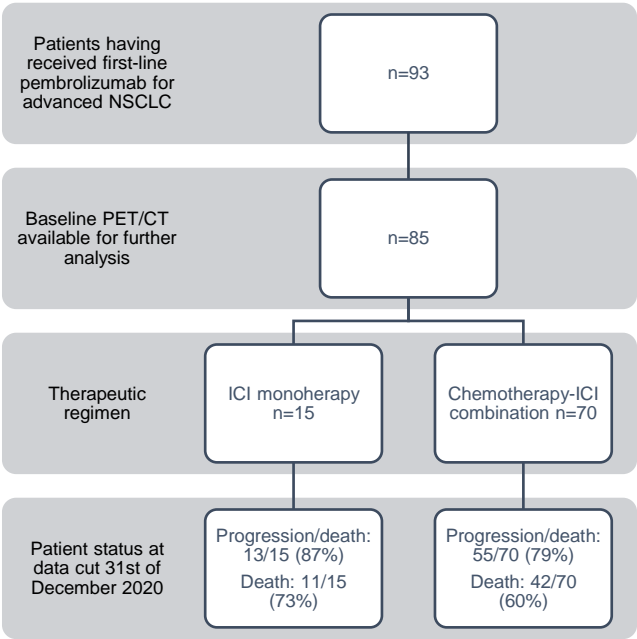 Patients having
received first-line
pembrolizumab for
advanced NSCLC
n=93
Baseline PET/CT
available for further
analysis
n=85
Therapeutic
regimen
ICI monoherapy
n=15
Chemotherapy-ICI
combination n=70
Patient status at
data cut 31st of
December 2020
Progression/death:
13/15 (87%)
Death: 11/15
(73%)
Progression/death:
55/70 (79%)
Death: 42/70
(60%)